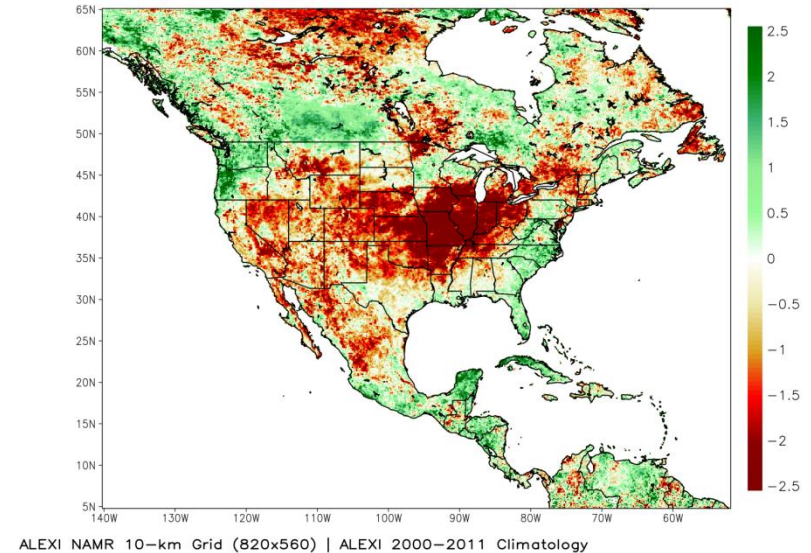 65N
60N
55N
50N
45N
40N
35N
30N
25N
20N
15N
10N
5N
140W 130W 120W 110W 100W 90W 80W 70W 60W
2.5
2
1.5
1
0.5
0
−0.5
−1
−1.5
−2
−2.5
ALEXI NAMR 10−km Grid (820x560) | ALEXI 2000−2011 Climatology